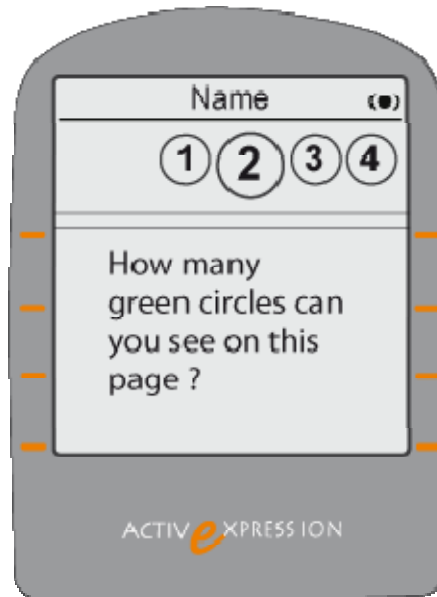 Name
1 2 3 4
How many
green circles can
you see on this
page ?
ACTIVeXPRESSION